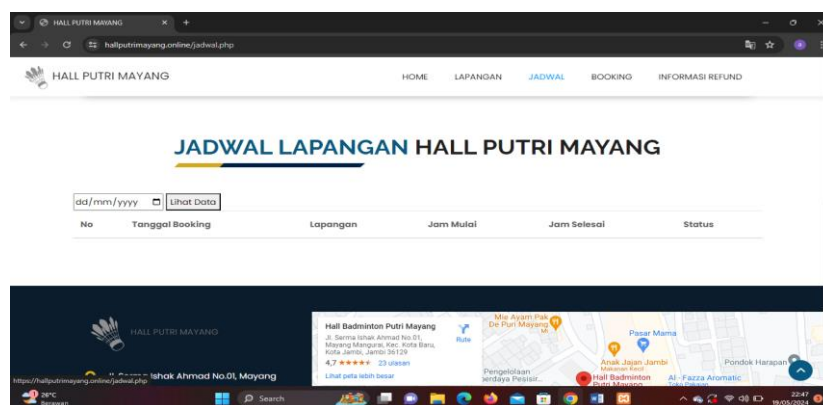 HALL PUTRI MAYANG
hallputrimayang.online/jadwal.php
HALL PUTRI MAYANG
HOME LAPANGAN JADWAL BOOKING INFORMASI REFUND
JADWAL LAPANGAN HALL PUTRI MAYANG
dd/mm/yyyy Lihat Data
No Tanggal Booking Lapangan Jam Mulai Jam Selesai Status
HALL PUTRI MAYANG
Hall Badminton Putri Mayang
Jl. Serma Ishak Ahmad No.01,
Mayang Mangurai, Kec. Kota Baru,
Kota Jambi, Jambi 36129
Rute
4,7 23 ulasan
Lihat peta lebih besar
Mie Ayam Pak
De Puri Mayang
Pasar Mama
Anak Jajan Jambi
Makanan Kecil
Pondok Harapan
Pengelolaan
Hall Badminton
Putri Mayang
Al - Fazza Aromatic
Toko Pakaian
Ishak Ahmad No.01, Mayang
https://hallputrimayang.online/jadwal.php
26°C
Berawan
Search
22:47
19/05/2024